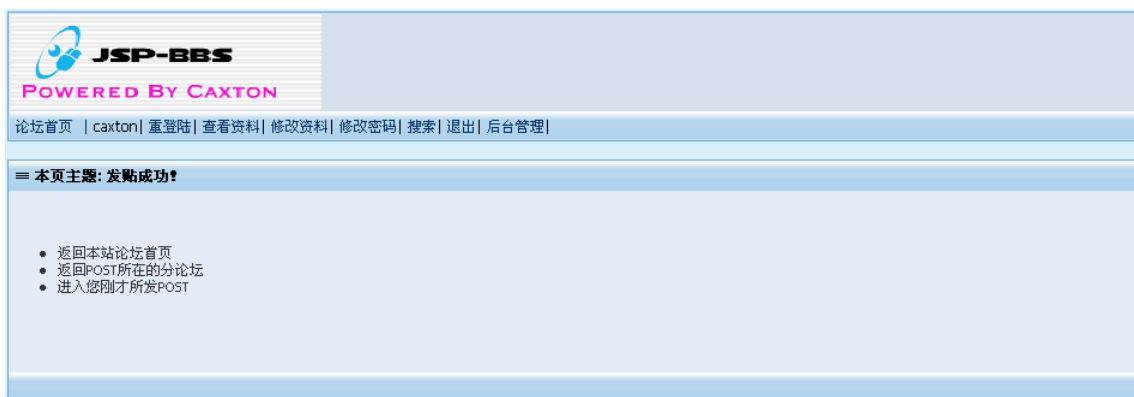 JSP-BBS
POWERED BY CAXTON
论坛首页 | caxton| 重登陆| 查看资料| 修改资料| 修改密码| 搜索| 退出| 后台管理|
≡ 本页主题: 发贴成功!
• 返回本站论坛首页
• 返回POST所在的分论坛
• 进入您刚才所发POST